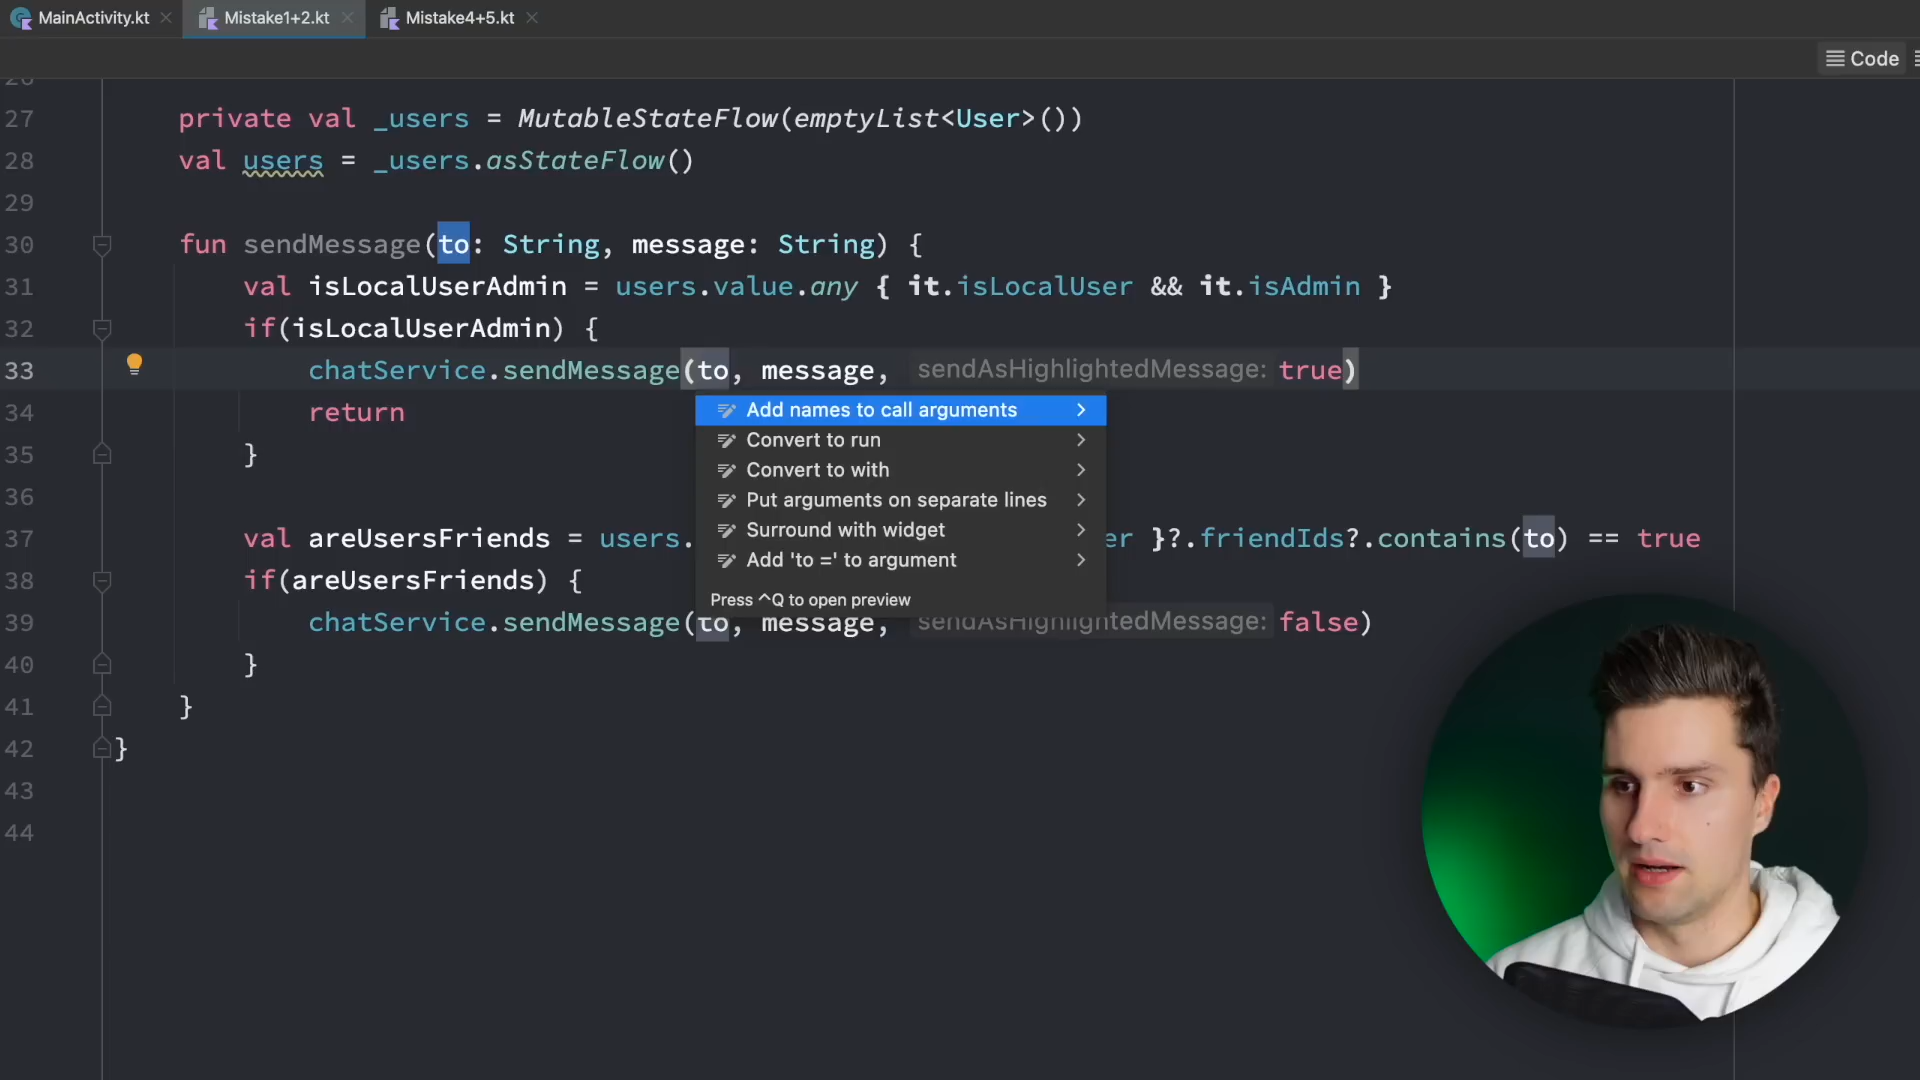 MainActivity.kt
Mistake1+2.kt
Mistake4+5.kt
Code
27 private val _users = MutableStateFlow(emptyList<User>())
28 val users = _users.asStateFlow()
29
30 fun sendMessage(to: String, message: String) {
31 val isLocalUserAdmin = users.value.any { it.isLocalUser && it.isAdmin }
32 if(isLocalUserAdmin) {
33 chatService.sendMessage(to, message, sendAsHighlightedMessage: true)
34 return
Add names to call arguments
35 }
Convert to run
Convert to with
36
Put arguments on separate lines
Surround with widget
37 val areUsersFriends = users. er }?.friendIds?.contains(to) == true
Add 'to =' to argument
38 if(areUsersFriends) {
Press ^Q to open preview
39 chatService.sendMessage(to, message, sendAsHighlightedMessage: false)
40 }
41 }
42 }
43
44